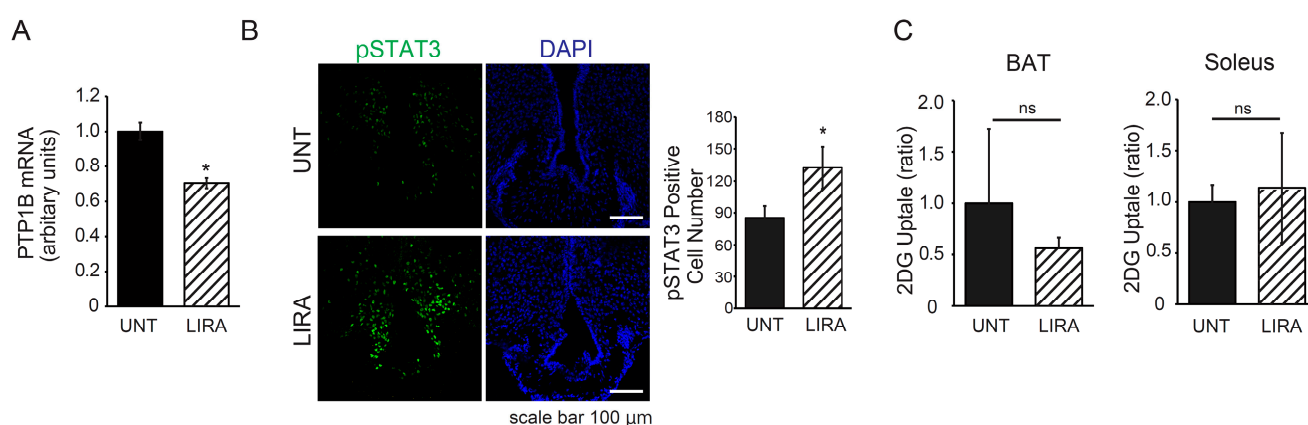 A
PTP1B mRNA
(arbitary units)
1.2
1.0
0.8
0.6
0.4
0.2
0
*
UNT
LIRA
B
pSTAT3
DAPI
UNT
LIRA
scale bar 100 µm
pSTAT3 Positive
Cell Number
180
150
120
90
60
30
0
*
UNT
LIRA
C
BAT
2DG Uptale (ratio)
2.0
1.5
1.0
0.5
0
ns
UNT
LIRA
Soleus
2DG Uptale (ratio)
2.0
1.5
1.0
0.5
0
ns
UNT
LIRA